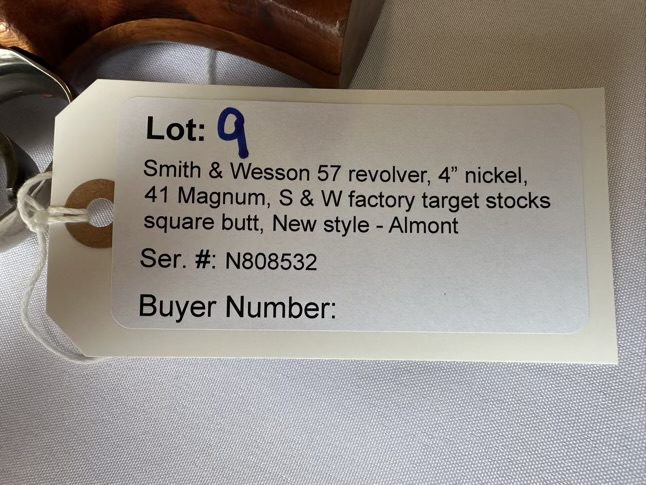 Lot: 9
Smith & Wesson 57 revolver, 4” nickel,
41 Magnum, S & W factory target stocks
square butt, New style - Almont
Ser. #: N808532
Buyer Number: